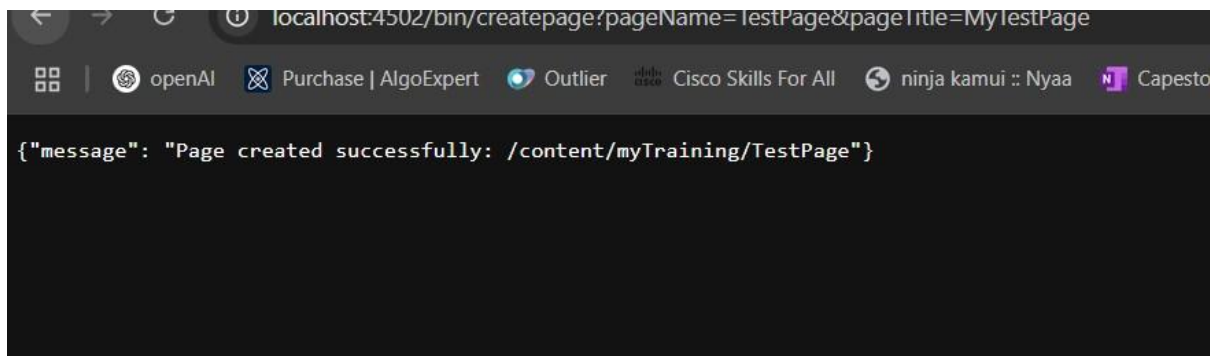 localhost:4502/bin/createpage?pageName=TestPage&pageTitle=MyTestPage
openAI Purchase | AlgoExpert Outlier Cisco Skills For All ninja kamui :: Nyaa Capesto
{"message": "Page created successfully: /content/myTraining/TestPage"}